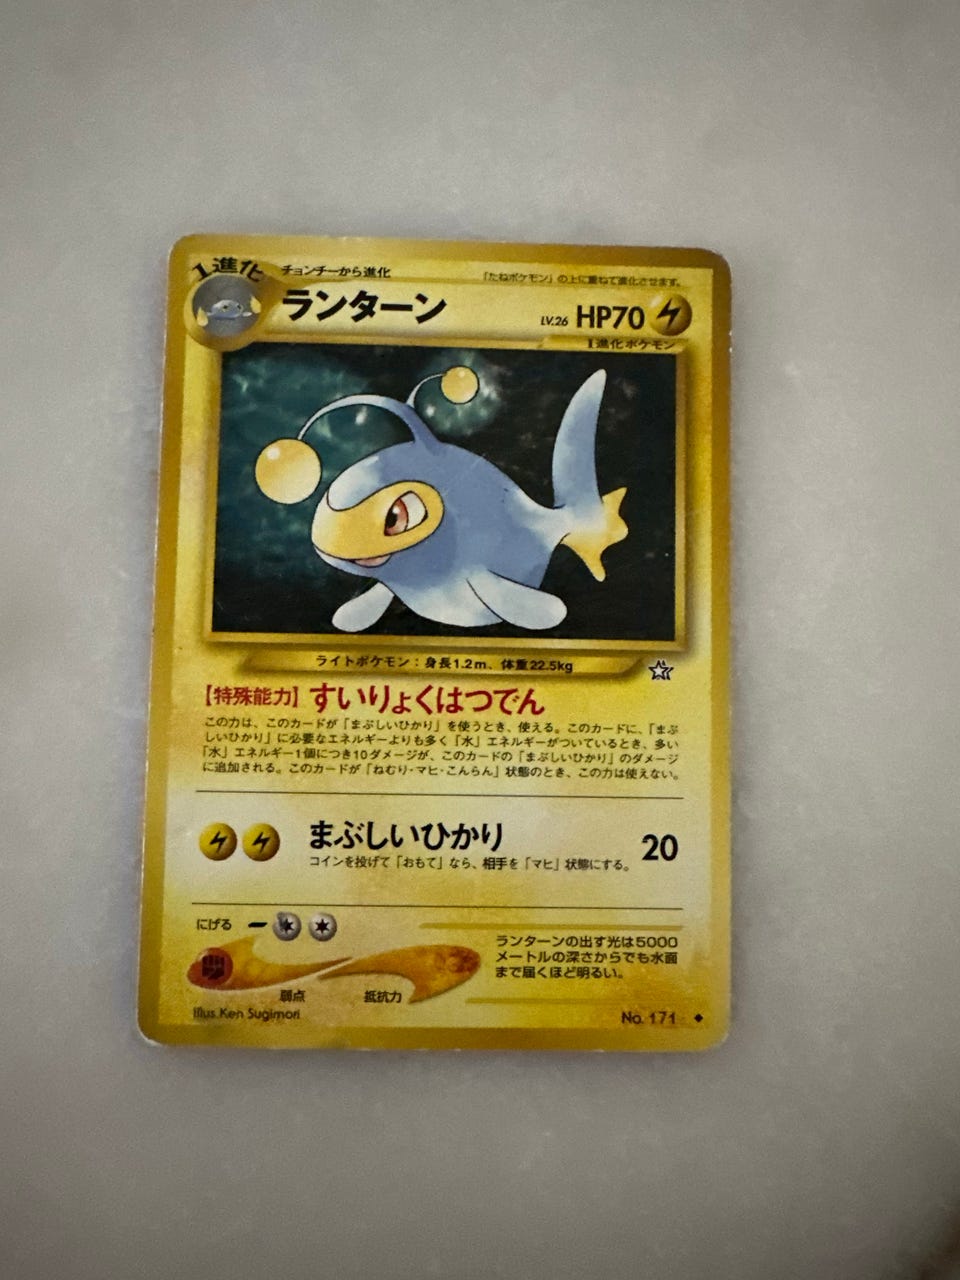 1進化
チョンチーから進化
「たねポケモン」の上に重ねて進化させます。
ランターン
LV.26 HP70
1進化ポケモン
ライトポケモン：身長1.2m、体重22.5kg
【特殊能力】すいりょくはつでん
この力は、このカードが「まぶしいひかり」を使うとき、使える。このカードに、「まぶ
しいひかり」に必要なエネルギーよりも多く「水」エネルギーがついているとき、多い
「水」エネルギー1個につき10ダメージが、このカードの「まぶしいひかり」のダメージ
に追加される。このカードが「ねむり・マヒ・こんらん」状態のとき、この力は使えない。
まぶしいひかり 20
コインを投げて「おもて」なら、相手を「マヒ」状態にする。
にげる
弱点 抵抗力
ランターンの出す光は5000
メートルの深さからでも水面
まで届くほど明るい。
Illus. Ken Sugimori
No. 171